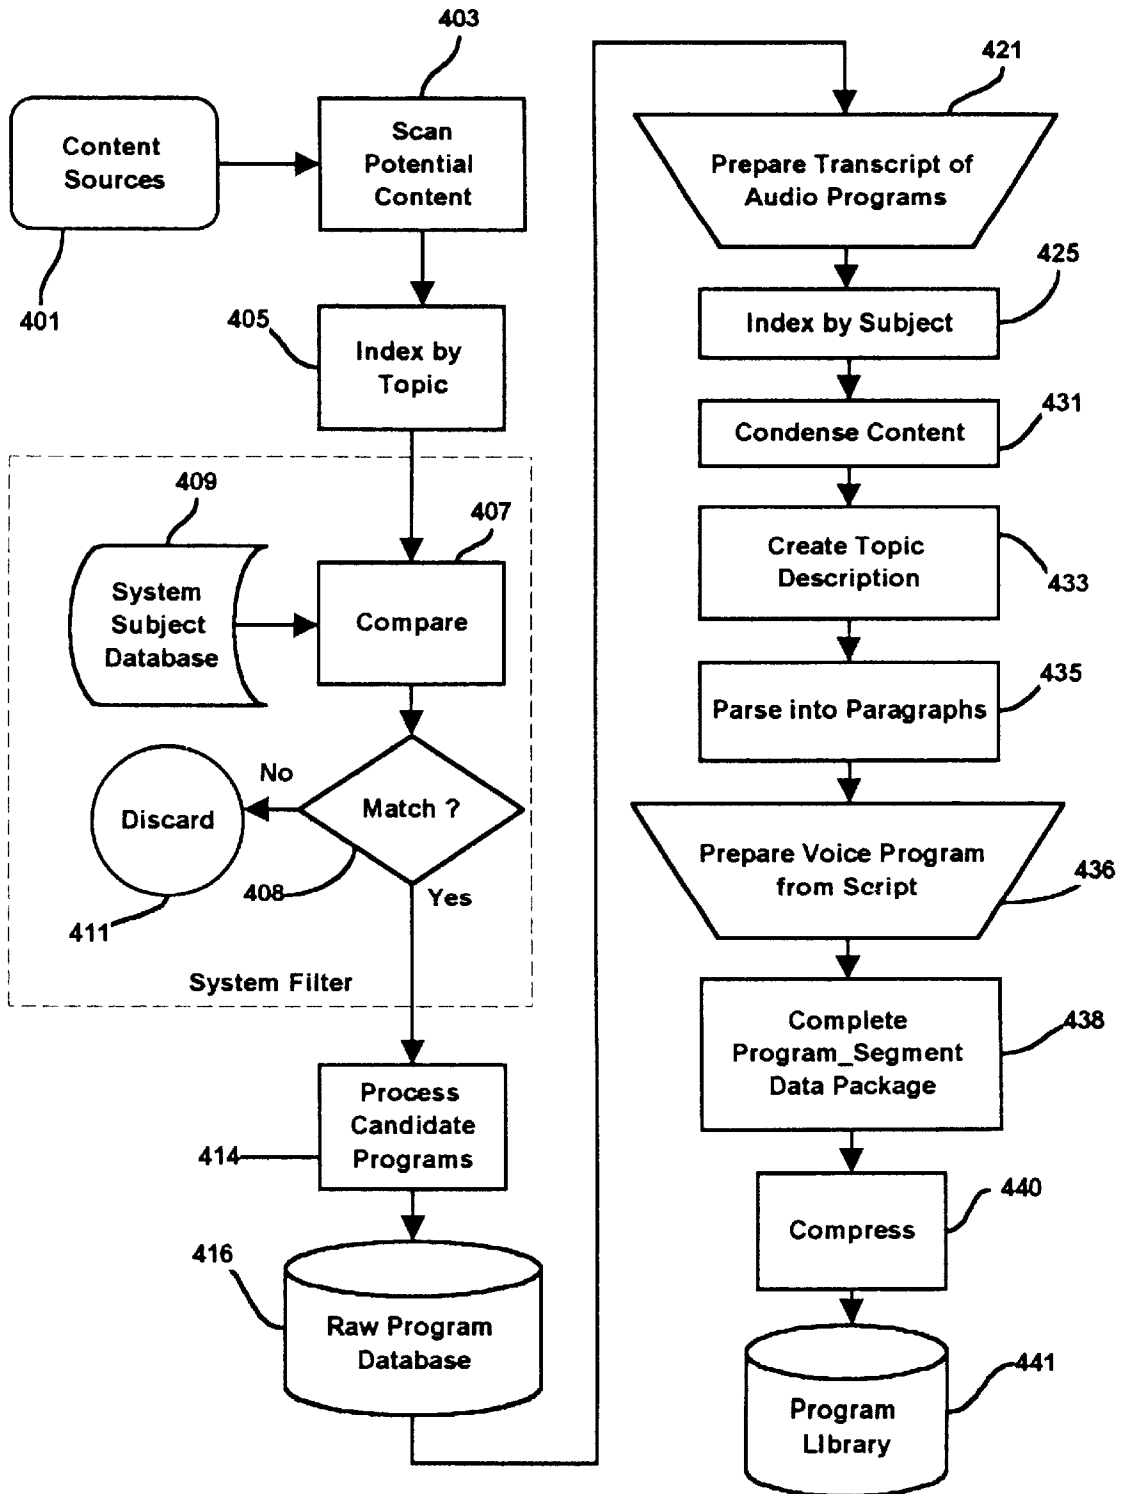 403
Content
Sources
Scan
Potential
Content
401
405
Index by
Topic
409
407
System
Subject
Database
Compare
No
Match ?
Discard
408
Yes
411
System Filter
Process
Candidate
Programs
414
416
Raw Program
Database
421
Prepare Transcript of
Audio Programs
425
Index by Subject
431
Condense Content
Create Topic
Description
433
435
Parse into Paragraphs
Prepare Voice Program
from Script
436
Complete
Program_Segment
Data Package
438
440
Compress
441
Program
Library